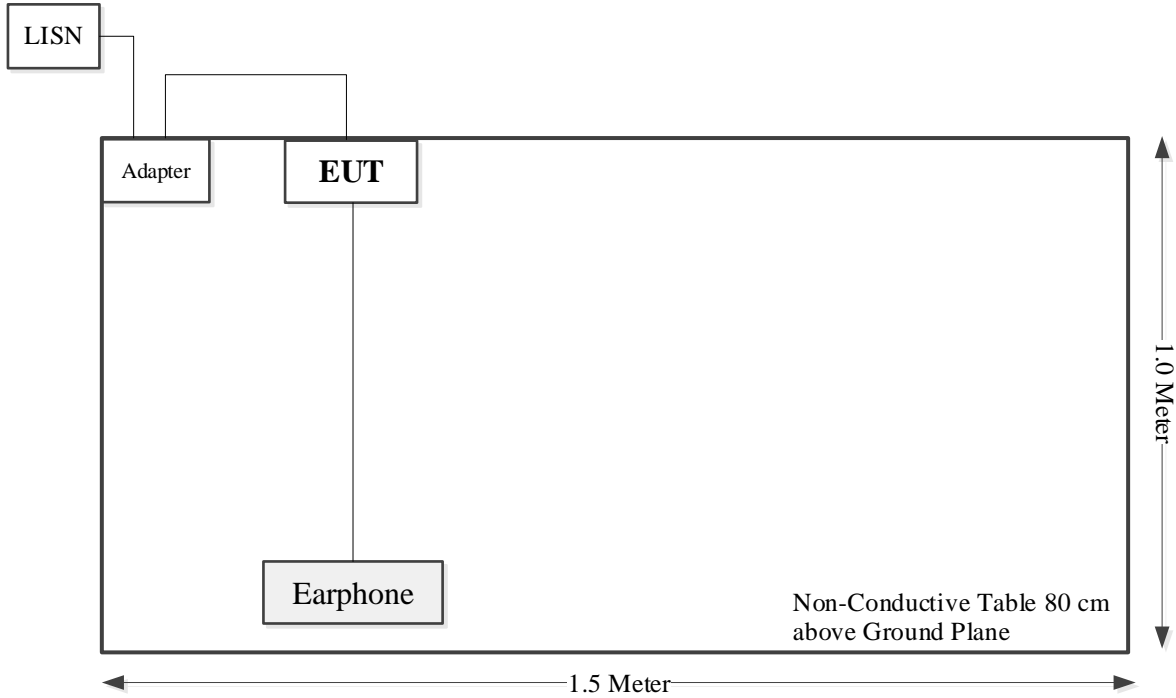 LISN
Adapter
EUT
Earphone
Non-Conductive Table 80 cm
above Ground Plane
1.0 Meter
1.5 Meter